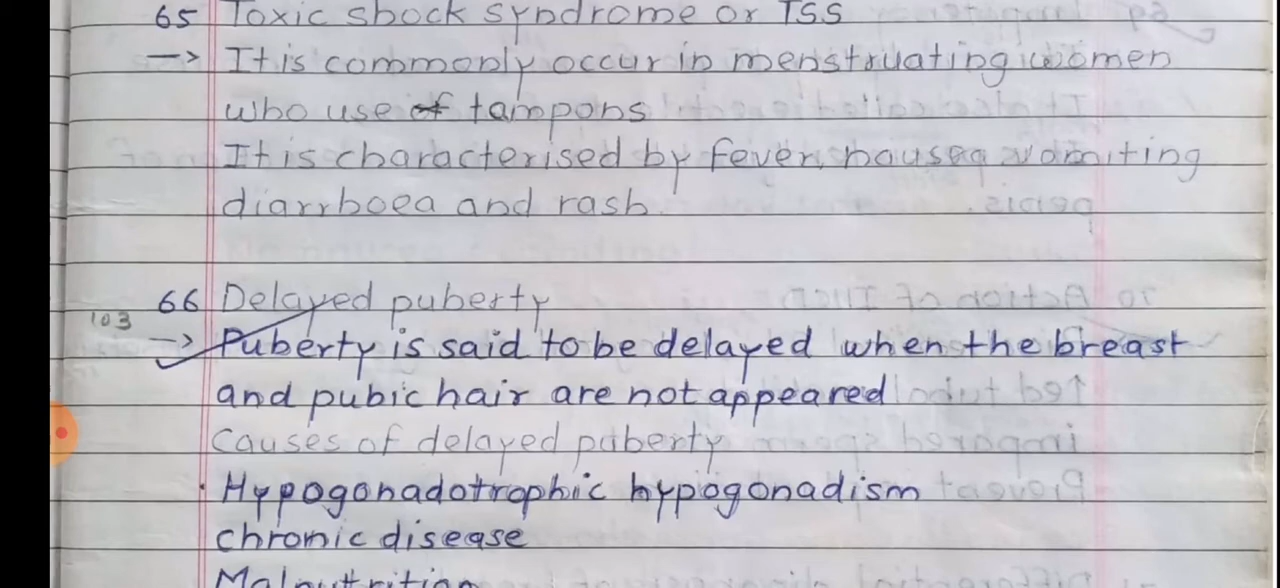 65 Toxic shock syndrome or TSS
→ It is commonly occur in menstruating women
who use of tampons
It is characterised by fever, nausea vomiting
diarrhoea and rash.
66 Delayed puberty
103
→ Puberty is said to be delayed when the breast
and pubic hair are not appeared
Causes of delayed puberty
· Hypogonadotrophic hypogonadism
chronic disease
Malnutrition